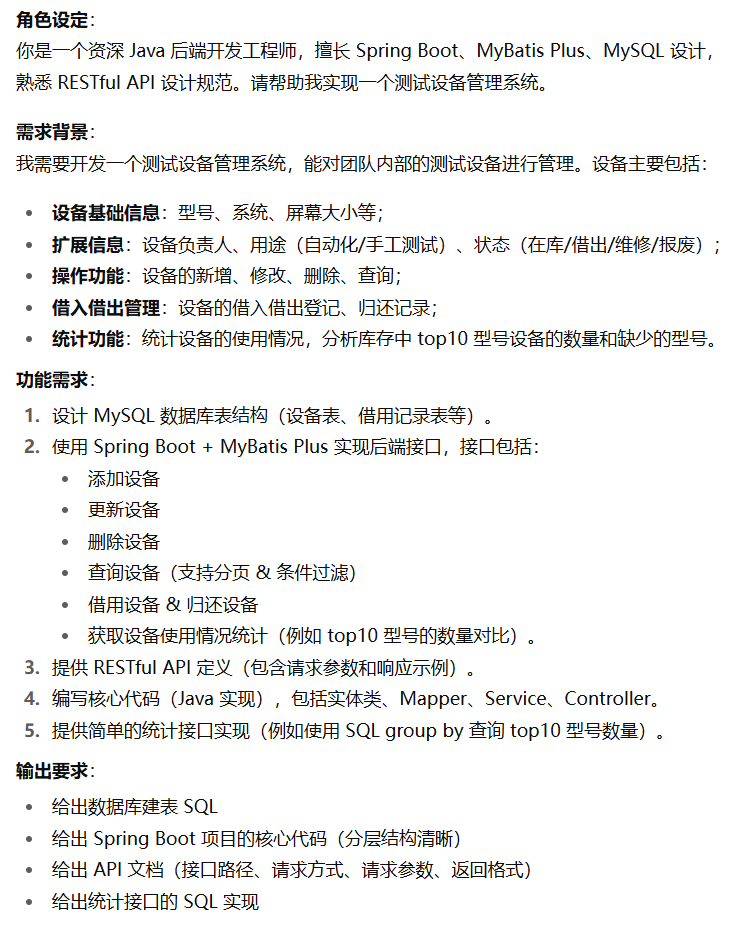 角色设定：
你是一个资深 Java 后端开发工程师，擅长 Spring Boot、MyBatis Plus、MySQL 设计，
熟悉 RESTful API 设计规范。请帮助我实现一个测试设备管理系统。
需求背景：
我需要开发一个测试设备管理系统，能对团队内部的测试设备进行管理。设备主要包括：
• 设备基础信息：型号、系统、屏幕大小等；
• 扩展信息：设备负责人、用途（自动化/手工测试）、状态（在库/借出/维修/报废）；
• 操作功能：设备的新增、修改、删除、查询；
• 借入借出管理：设备的借入借出登记、归还记录；
• 统计功能：统计设备的使用情况，分析库存中 top10 型号设备的数量和缺少的型号。
功能需求：
1. 设计 MySQL 数据库表结构（设备表、借用记录表等）。
2. 使用 Spring Boot + MyBatis Plus 实现后端接口，接口包括：
• 添加设备
• 更新设备
• 删除设备
• 查询设备（支持分页 & 条件过滤）
• 借用设备 & 归还设备
• 获取设备使用情况统计（例如 top10 型号的数量对比）。
3. 提供 RESTful API 定义（包含请求参数和响应示例）。
4. 编写核心代码（Java 实现），包括实体类、Mapper、Service、Controller。
5. 提供简单的统计接口实现（例如使用 SQL group by 查询 top10 型号数量）。
输出要求：
• 给出数据库建表 SQL
• 给出 Spring Boot 项目的核心代码（分层结构清晰）
• 给出 API 文档（接口路径、请求方式、请求参数、返回格式）
• 给出统计接口的 SQL 实现